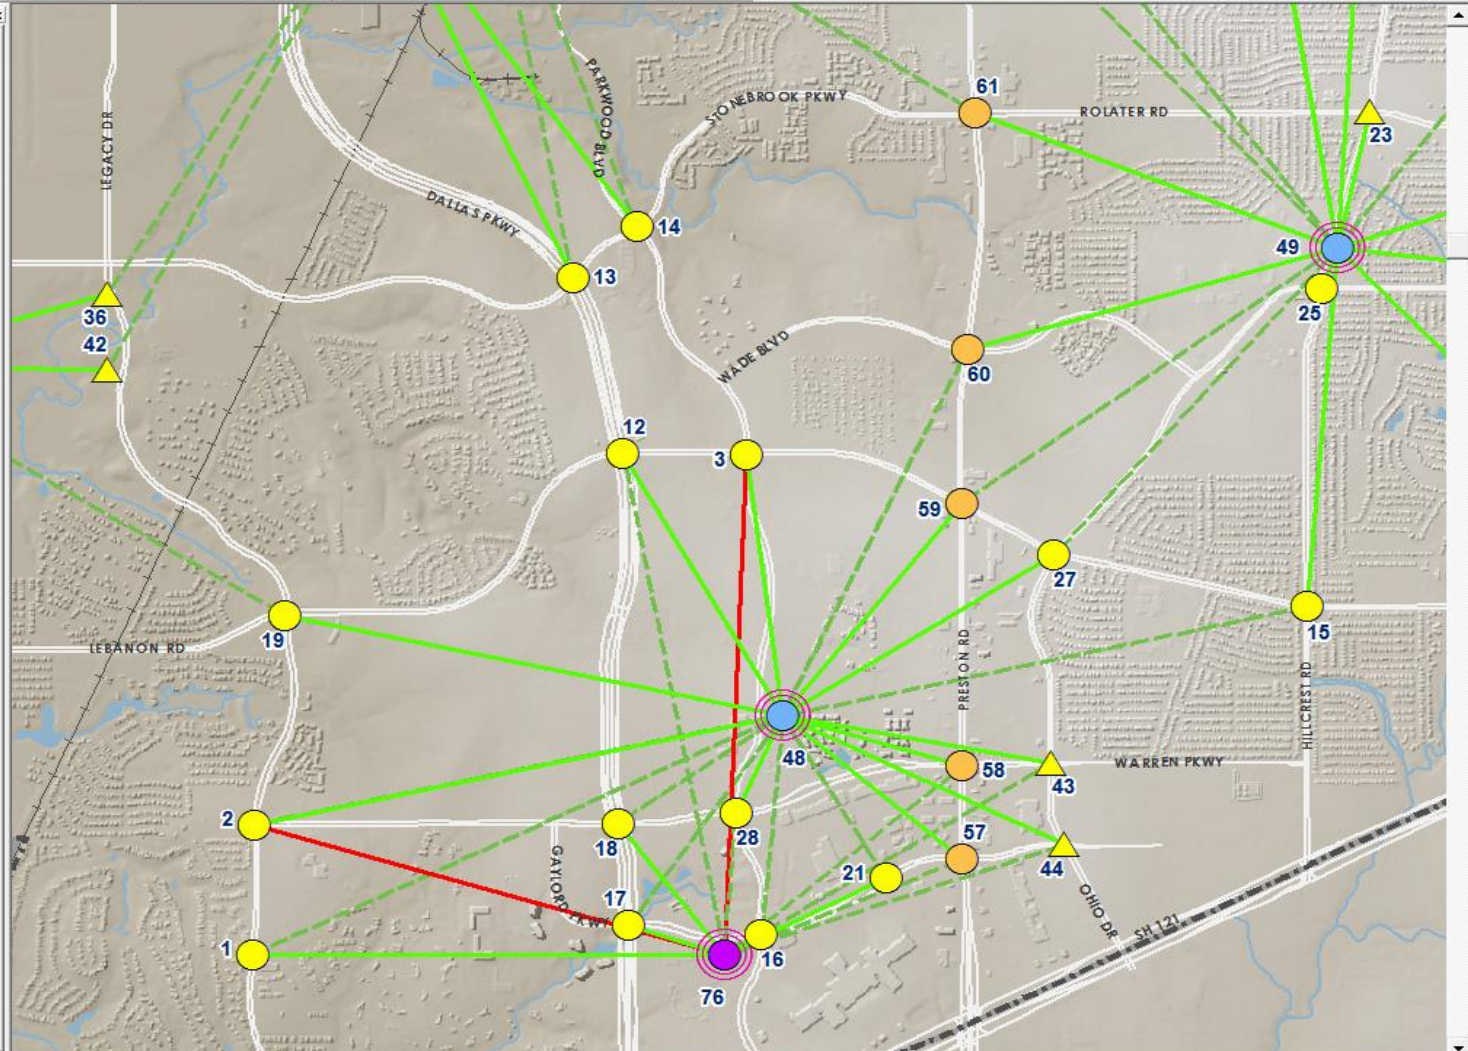 61
ROLATER RD
STONEBROOK PKWY
PARKWOOD BLVD
23
LEGACY DR
DALLAS PKWY
14
49
13
25
36
42
WADE BLVD
60
12
3
59
27
19
15
LEBANON RD
PRESTON RD
HILLCREST RD
48
58
WARREN PKWY
43
2
18
28
57
21
44
GAYLORD PKWY
17
OHIO DR
SH 121
1
16
76